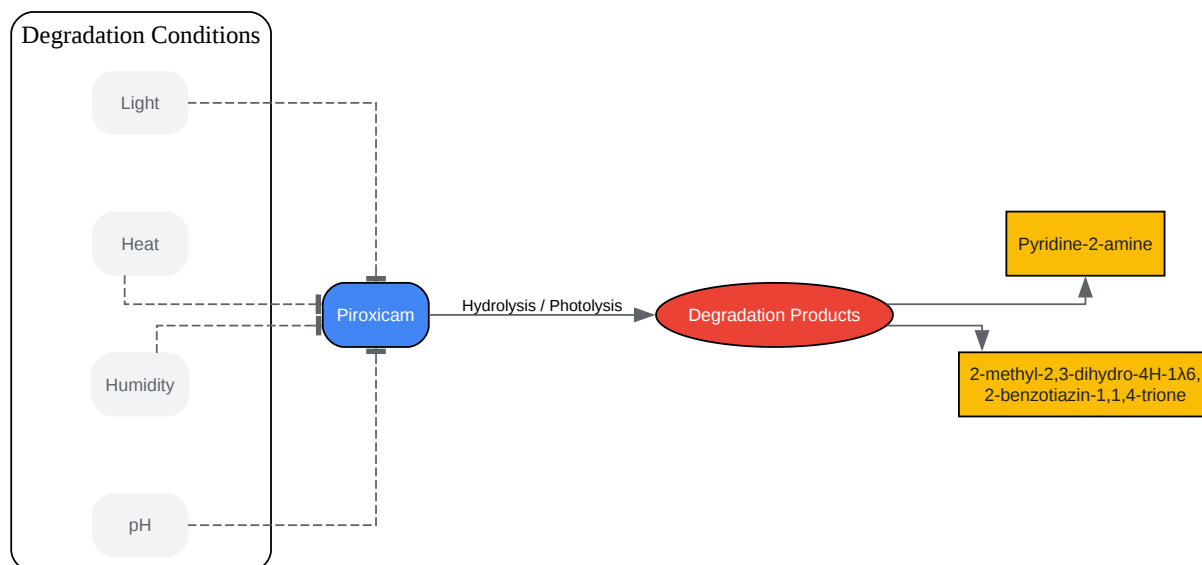 Degradation Conditions
Light
Heat
Humidity
pH
Piroxicam
Hydrolysis / Photolysis
Degradation Products
Pyridine-2-amine
2-methyl-2,3-dihydro-4H-1λ6,
2-benzotiazin-1,1,4-trione